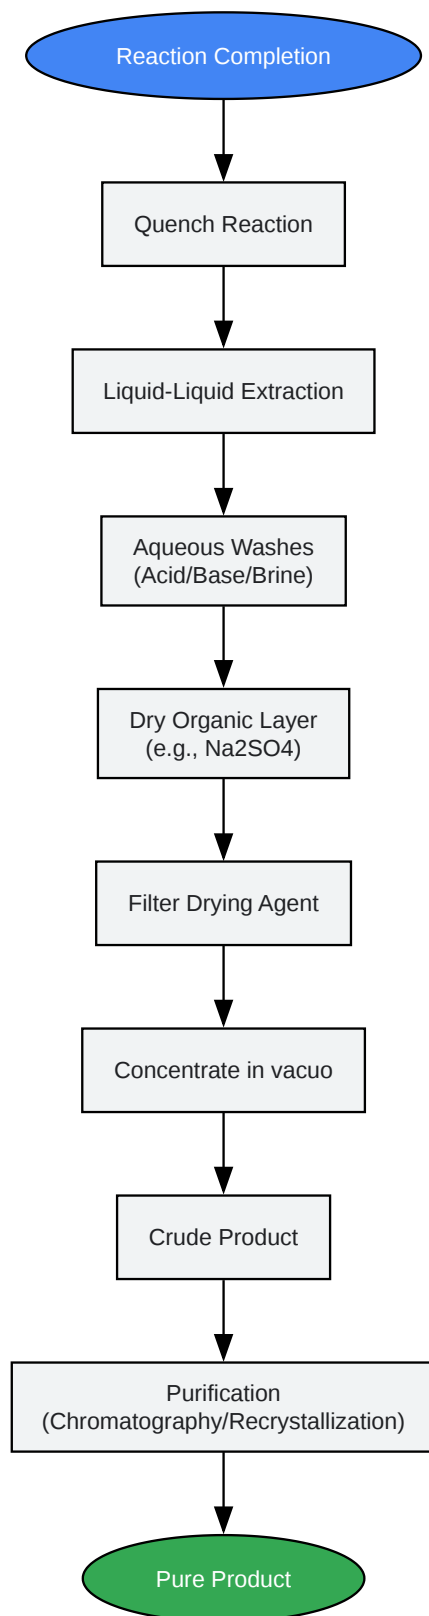 Reaction Completion
Quench Reaction
Liquid-Liquid Extraction
Aqueous Washes
(Acid/Base/Brine)
Dry Organic Layer
(e.g., Na2SO4)
Filter Drying Agent
Concentrate in vacuo
Crude Product
Purification
(Chromatography/Recrystallization)
Pure Product